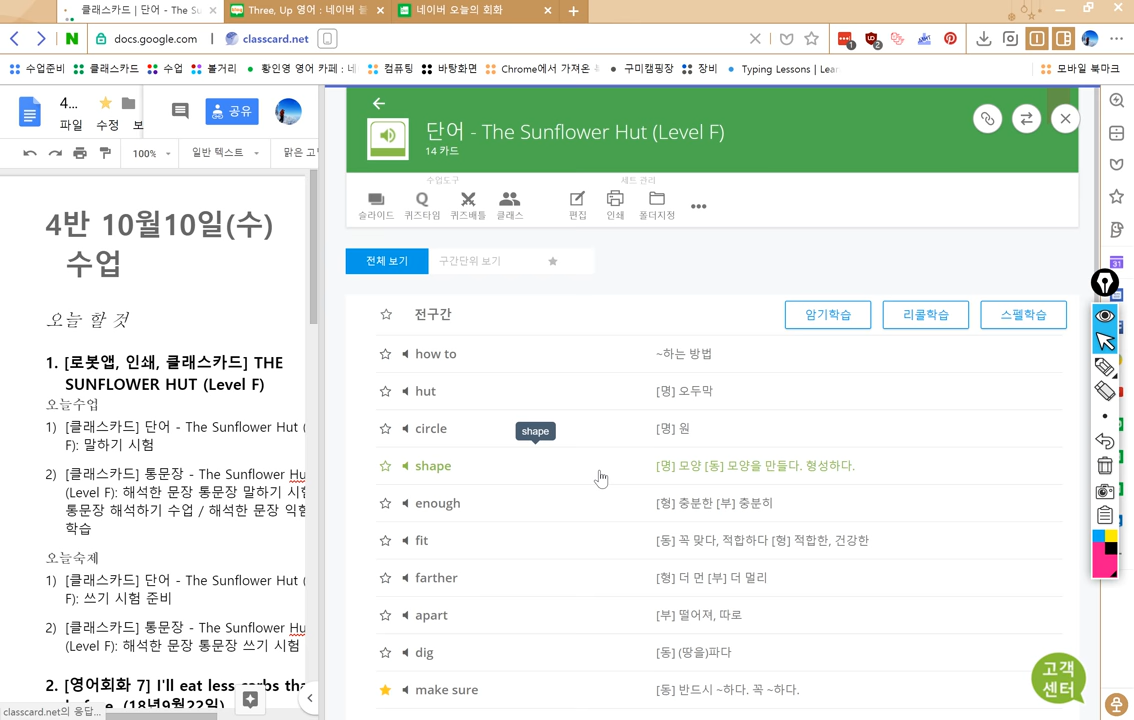 클래스카드 | 단어 - The Su
Three, Up 영어 : 네이버 블
네이버 오늘의 회화
docs.google.com
classcard.net
수업준비
클래스카드
수업
볼거리
황인영 영어 카페 : 네
컴퓨팅
바탕화면
Chrome에서 가져온
구미캠핑장
장비
Typing Lessons | Lear
모바일 북마크
4...
파일
수정
보
공유
100%
일반 텍스트
맑은 고
4반 10월10일(수)
수업
오늘 할 것
1. [로봇앱, 인쇄, 클래스카드] THE
SUNFLOWER HUT (Level F)
오늘수업
1) [클래스카드] 단어 - The Sunflower Hut (
F): 말하기 시험
2) [클래스카드] 통문장 - The Sunflower Hu
(Level F): 해석한 문장 통문장 말하기 시험
통문장 해석하기 수업 / 해석한 문장 익힘
학습
오늘숙제
1) [클래스카드] 단어 - The Sunflower Hut (
F): 쓰기 시험 준비
2) [클래스카드] 통문장 - The Sunflower Hu
(Level F): 해석한 문장 통문장 쓰기 시험
2. [영어회화 7] I'll eat less carbs tha
before. (18년9월22일)
classcard.net의 응답...
단어 - The Sunflower Hut (Level F)
14 카드
수업도구
세트 관리
슬라이드
퀴즈타임
퀴즈배틀
클래스
편집
인쇄
폴더지정
전체 보기
구간단위 보기
전구간
암기학습
리콜학습
스펠학습
how to
~하는 방법
hut
[명] 오두막
circle
[명] 원
shape
shape
[명] 모양 [동] 모양을 만들다. 형성하다.
enough
[형] 충분한 [부] 충분히
fit
[동] 꼭 맞다, 적합하다 [형] 적합한, 건강한
farther
[형] 더 먼 [부] 더 멀리
apart
[부] 떨어져, 따로
dig
[동] (땅을)파다
make sure
[동] 반드시 ~하다. 꼭 ~하다.
고객
센터